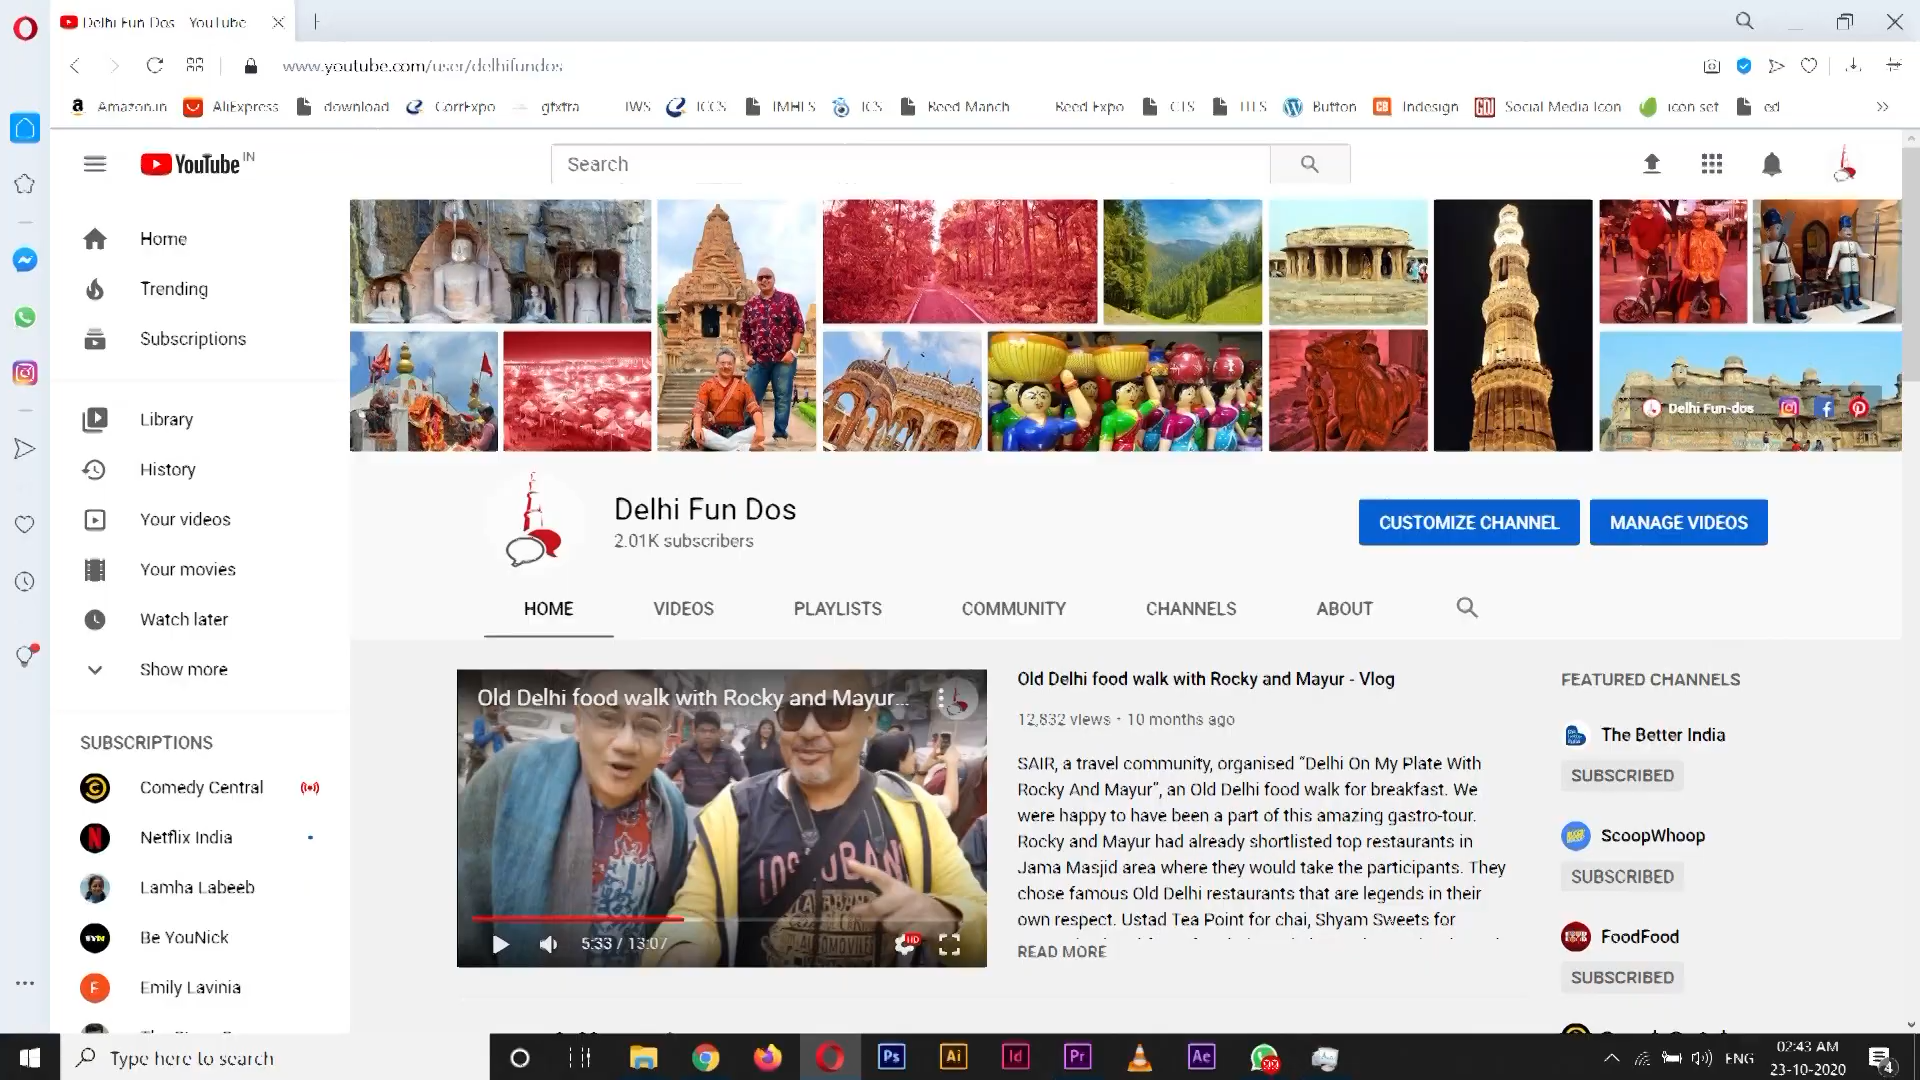 Delhi Fun Dos YouTube
www.youtube.com/user/delhifundos
Amazon.in AliExpress download CorrExpo gfxtra IWS ICCS IMHLS ICS Reed Manch Reed Expo CTS Button Indesign Social Media Icon icon set ed
YouTube IN
Search
Home
Trending
Subscriptions
Library
History
Your videos
Your movies
Watch later
Show more
SUBSCRIPTIONS
Comedy Central
Netflix India
Lamha Labeeb
Be YouNick
Emily Lavinia
Delhi Fun-dos
Delhi Fun Dos
2.01K subscribers
CUSTOMIZE CHANNEL MANAGE VIDEOS
HOME VIDEOS PLAYLISTS COMMUNITY CHANNELS ABOUT
Old Delhi food walk with Rocky and Mayur...
5:33 / 13:07
HD
Old Delhi food walk with Rocky and Mayur - Vlog
12,832 views · 10 months ago
SAIR, a travel community, organised “Delhi On My Plate With
Rocky And Mayur”, an Old Delhi food walk for breakfast. We
were happy to have been a part of this amazing gastro-tour.
Rocky and Mayur had already shortlisted top restaurants in
Jama Masjid area where they would take the participants. They
chose famous Old Delhi restaurants that are legends in their
own respect. Ustad Tea Point for chai, Shyam Sweets for
READ MORE
FEATURED CHANNELS
The Better India
SUBSCRIBED
ScoopWhoop
SUBSCRIBED
FoodFood
SUBSCRIBED
Type here to search
Ps Ai Id Pr Ae
99
ENG
02:43 AM
23-10-2020
4